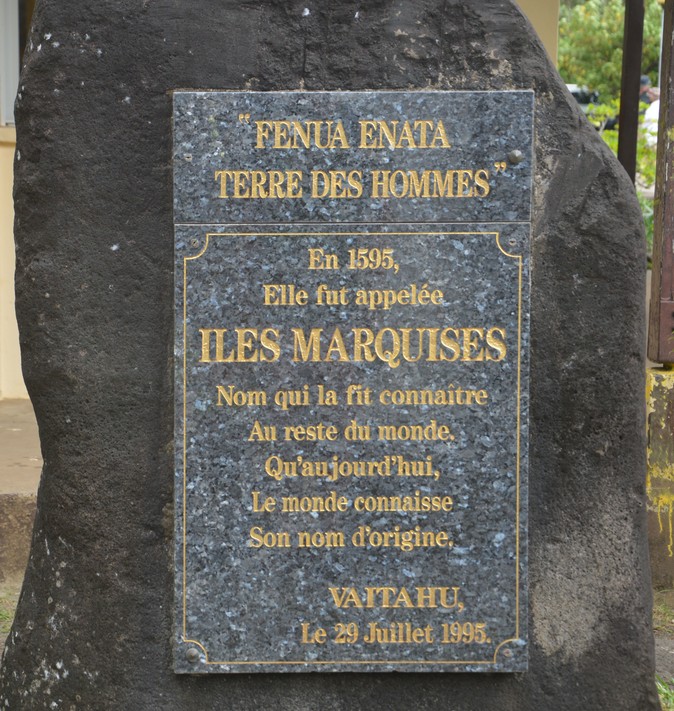 "FENUA ENATA
TERRE DES HOMMES"
En 1595,
Elle fut appelée
ILES MARQUISES
Nom qui la fit connaître
Au reste du monde.
Qu'aujourd'hui,
Le monde connaisse
Son nom d'origine.
VAITAHU,
Le 29 Juillet 1995.